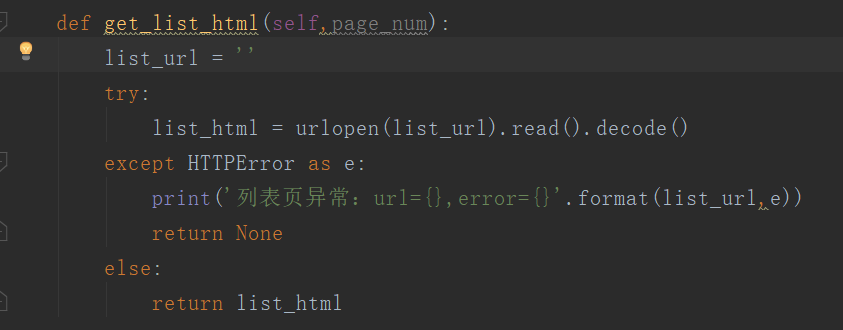 def get_list_html(self,page_num):
    list_url = ''
    try:
        list_html = urlopen(list_url).read().decode()
    except HTTPError as e:
        print('列表页异常：url={},error={}'.format(list_url,e))
        return None
    else:
        return list_html